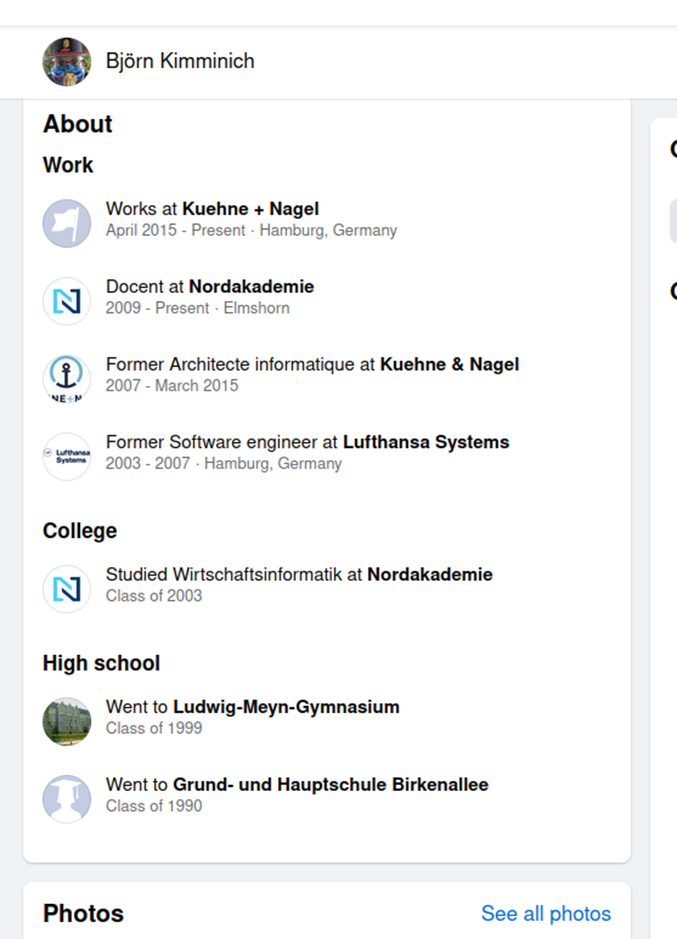 Björn Kimminich
About
Work
Works at Kuehne + Nagel
April 2015 - Present · Hamburg, Germany
Docent at Nordakademie
2009 - Present · Elmshorn
Former Architecte informatique at Kuehne & Nagel
2007 - March 2015
NE+N
Former Software engineer at Lufthansa Systems
2003 - 2007 · Hamburg, Germany
Lufthansa
Systems
College
Studied Wirtschaftsinformatik at Nordakademie
Class of 2003
High school
Went to Ludwig-Meyn-Gymnasium
Class of 1999
Went to Grund- und Hauptschule Birkenallee
Class of 1990
Photos
See all photos